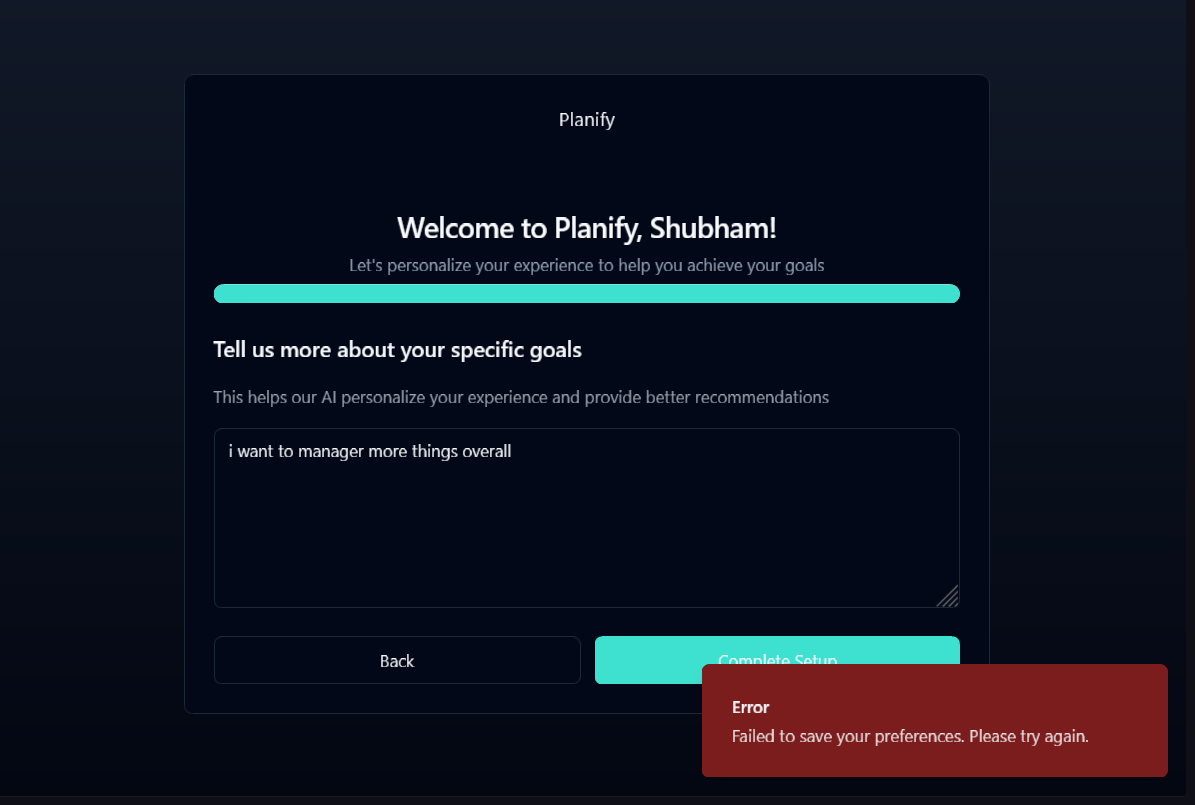 Planify
Welcome to Planify, Shubham!
Let's personalize your experience to help you achieve your goals
Tell us more about your specific goals
This helps our AI personalize your experience and provide better recommendations
i want to manager more things overall
Back
Complete Setup
Error
Failed to save your preferences. Please try again.